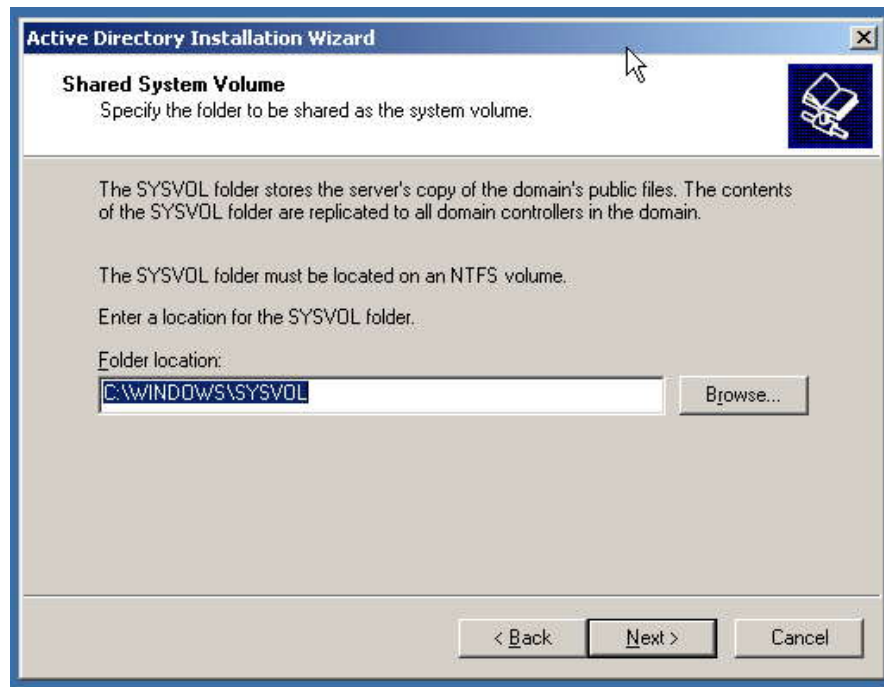 Active Directory Installation Wizard
Shared System Volume
Specify the folder to be shared as the system volume.
The SYSVOL folder stores the server's copy of the domain's public files. The contents
of the SYSVOL folder are replicated to all domain controllers in the domain.
The SYSVOL folder must be located on an NTFS volume.
Enter a location for the SYSVOL folder.
Folder location:
C:\WINDOWS\SYSVOL
Browse...
< Back
Next >
Cancel